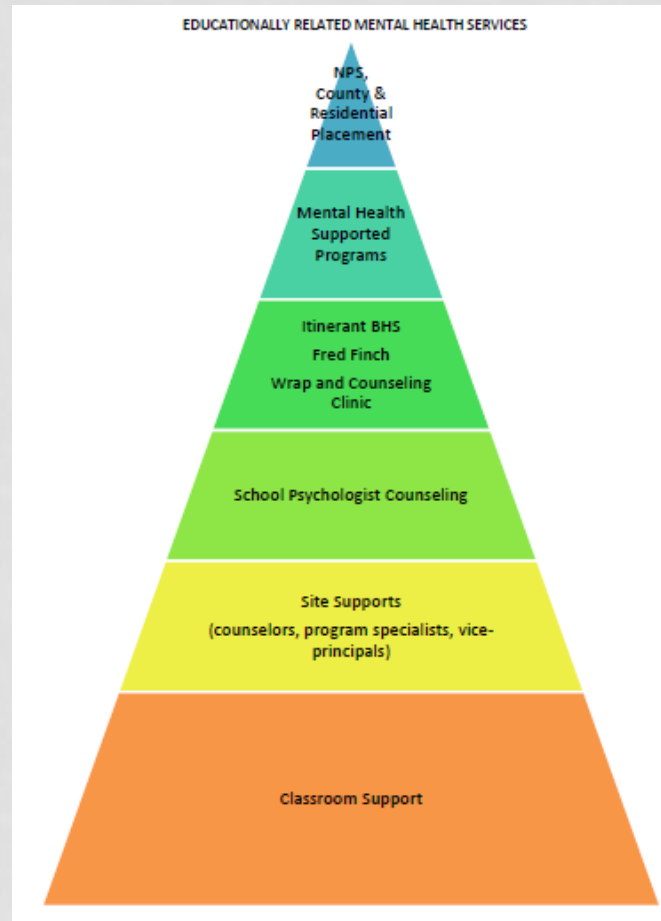 EDUCATIONALLY RELATED MENTAL HEALTH SERVICES
NPS,
County &
Residential
Placement
Mental Health
Supported
Programs
Itinerant BHS
Fred Finch
Wrap and Counseling
Clinic
School Psychologist Counseling
Site Supports
(counselors, program specialists, vice-
principals)
Classroom Support